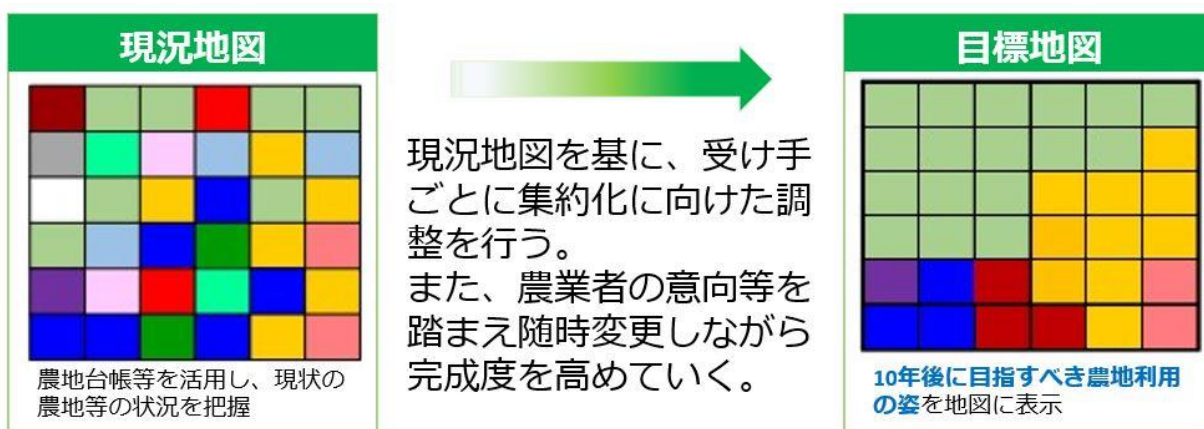 現況地図
農地台帳等を活用し、現状の
農地等の状況を把握
現況地図を基に、受け手
ごとに集約化に向けた調
整を行う。
また、農業者の意向等を
踏まえ随時変更しながら
完成度を高めていく。
目標地図
10年後に目指すべき農地利用
の姿を地図に表示